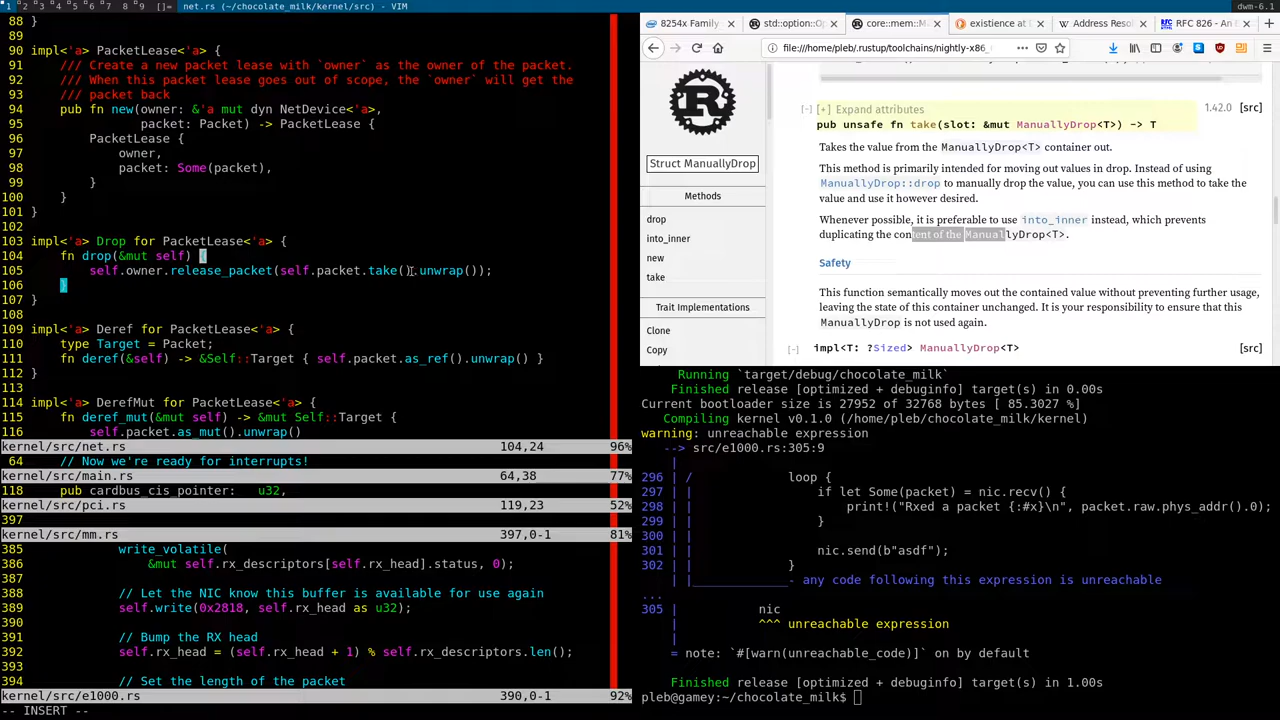 1 2 3 4 5 6 7 8 9 []= net.rs (~/chocolate_milk/kernel/src) - VIM
dwm-6.1
88 }
89
90 impl<'a> PacketLease<'a> {
91 /// Create a new packet lease with `owner` as the owner of the packet.
92 /// When this packet lease goes out of scope, the `owner` will get the
93 /// packet back
94 pub fn new(owner: &'a mut dyn NetDevice<'a>,
95 packet: Packet) -> PacketLease {
96 PacketLease {
97 owner,
98 packet: Some(packet),
99 }
100 }
101 }
102
103 impl<'a> Drop for PacketLease<'a> {
104 fn drop(&mut self) {
105 self.owner.release_packet(self.packet.take().unwrap());
106 }
107 }
108
109 impl<'a> Deref for PacketLease<'a> {
110 type Target = Packet;
111 fn deref(&self) -> &Self::Target { self.packet.as_ref().unwrap() }
112 }
113
114 impl<'a> DerefMut for PacketLease<'a> {
115 fn deref_mut(&mut self) -> &mut Self::Target {
116 self.packet.as_mut().unwrap()
kernel/src/net.rs 104,24 96%
64 // Now we're ready for interrupts!
kernel/src/main.rs 64,38 77%
118 pub cardbus_cis_pointer: u32,
kernel/src/pci.rs 119,23 52%
397
kernel/src/mm.rs 397,0-1 81%
385 write_volatile(
386 &mut self.rx_descriptors[self.rx_head].status, 0);
387
388 // Let the NIC know this buffer is available for use again
389 self.write(0x2818, self.rx_head as u32);
390
391 // Bump the RX head
392 self.rx_head = (self.rx_head + 1) % self.rx_descriptors.len();
393
394 // Set the length of the packet
kernel/src/e1000.rs 390,0-1 92%
-- INSERT --
8254x Family
std::option::Op
core::mem::Ma
existence at D
Address Resol
RFC 826 - An E
file:///home/pleb/.rustup/toolchains/nightly-x86_
Struct ManuallyDrop
Methods
drop
into_inner
new
take
Trait Implementations
Clone
Copy
[-] [+] Expand attributes 1.42.0 [src]
pub unsafe fn take(slot: &mut ManuallyDrop<T>) -> T
Takes the value from the ManuallyDrop<T> container out.
This method is primarily intended for moving out values in drop. Instead of using
ManuallyDrop::drop to manually drop the value, you can use this method to take the
value and use it however desired.
Whenever possible, it is preferable to use into_inner instead, which prevents
duplicating the content of the ManuallyDrop<T>.
Safety
This function semantically moves out the contained value without preventing further usage,
leaving the state of this container unchanged. It is your responsibility to ensure that this
ManuallyDrop is not used again.
[-] impl<T: ?Sized> ManuallyDrop<T> [src]
Running `target/debug/chocolate_milk`
Finished release [optimized + debuginfo] target(s) in 0.00s
Current bootloader size is 27952 of 32768 bytes [ 85.3027 %]
Compiling kernel v0.1.0 (/home/pleb/chocolate_milk/kernel)
warning: unreachable expression
--> src/e1000.rs:305:9
|
296 | / loop {
297 | | if let Some(packet) = nic.recv() {
298 | | print!("Rxed a packet {:#x}\n", packet.raw.phys_addr().0);
299 | | }
300 | |
301 | | nic.send(b"asdf");
302 | | }
| |_____________- any code following this expression is unreachable
...
305 | nic
| ^^^ unreachable expression
|
= note: `#[warn(unreachable_code)]` on by default
Finished release [optimized + debuginfo] target(s) in 1.00s
pleb@gamey:~/chocolate_milk$